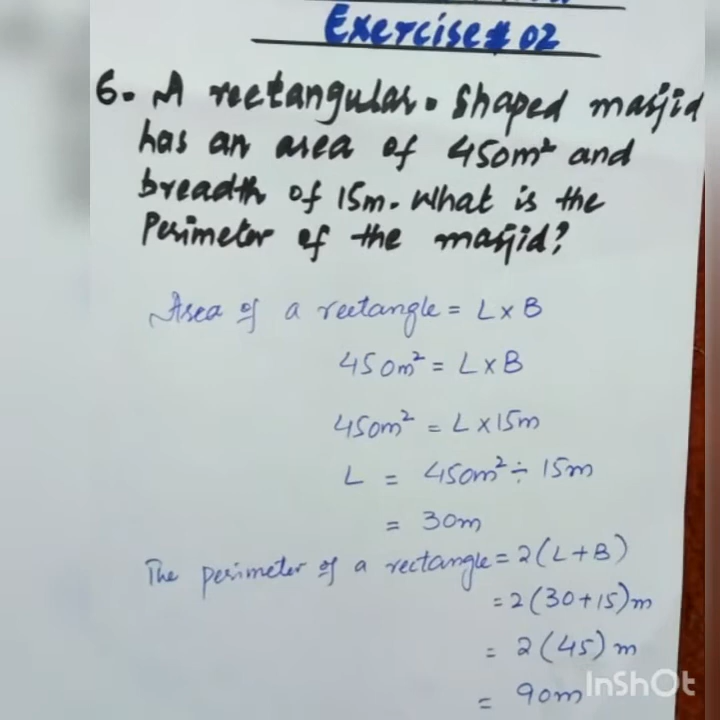 Exercise # 02
6. A rectangular. Shaped masjid
has an area of 450m² and
breadth of 15m. What is the
Perimeter of the masjid?
Area of a rectangle = L x B
450m² = L x B
450m² = L x 15m
L = 450m² ÷ 15m
= 30m
The perimeter of a rectangle = 2(L+B)
= 2(30+15)m
= 2(45)m
= 90m
InShOt